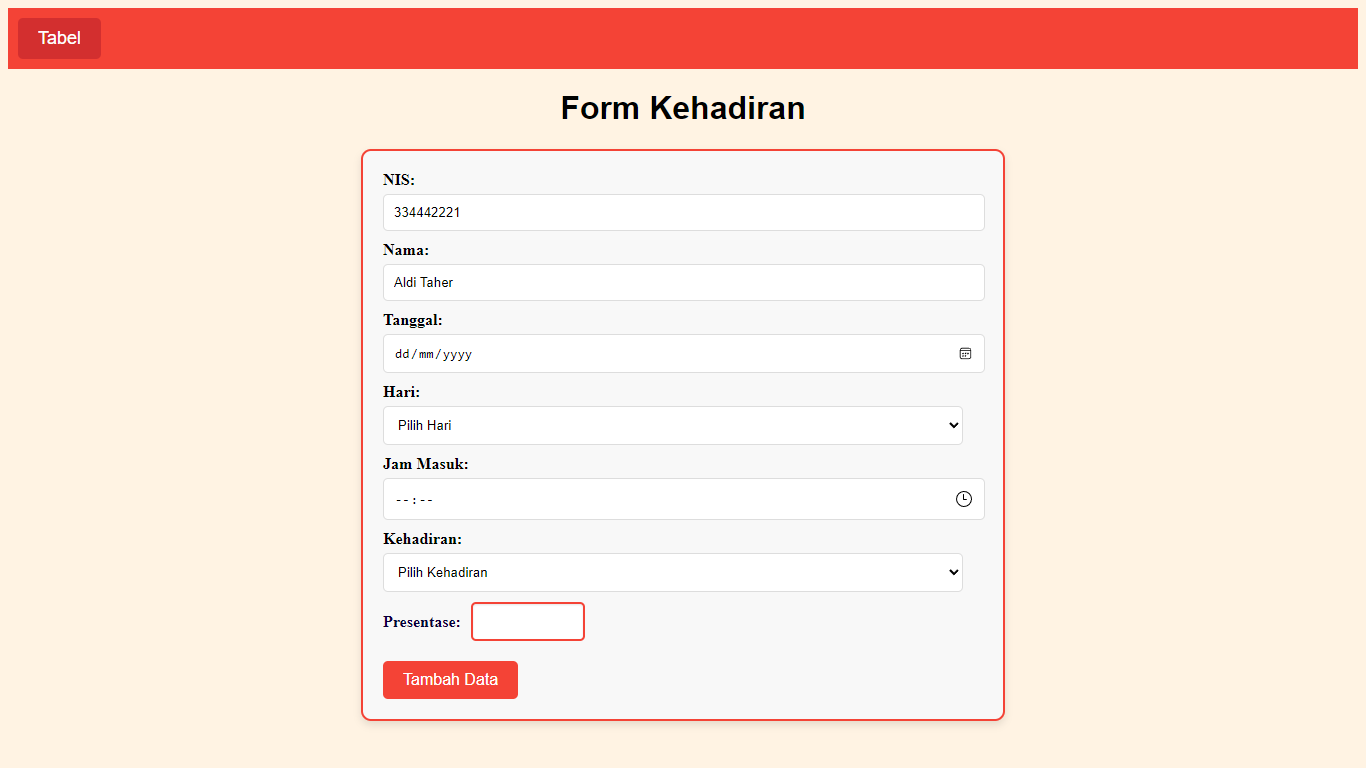 Tabel
Form Kehadiran
NIS:
334442221
Nama:
Aldi Taher
Tanggal:
dd/mm/yyyy
Hari:
Pilih Hari
Jam Masuk:
--:--
Kehadiran:
Pilih Kehadiran
Presentase:
Tambah Data